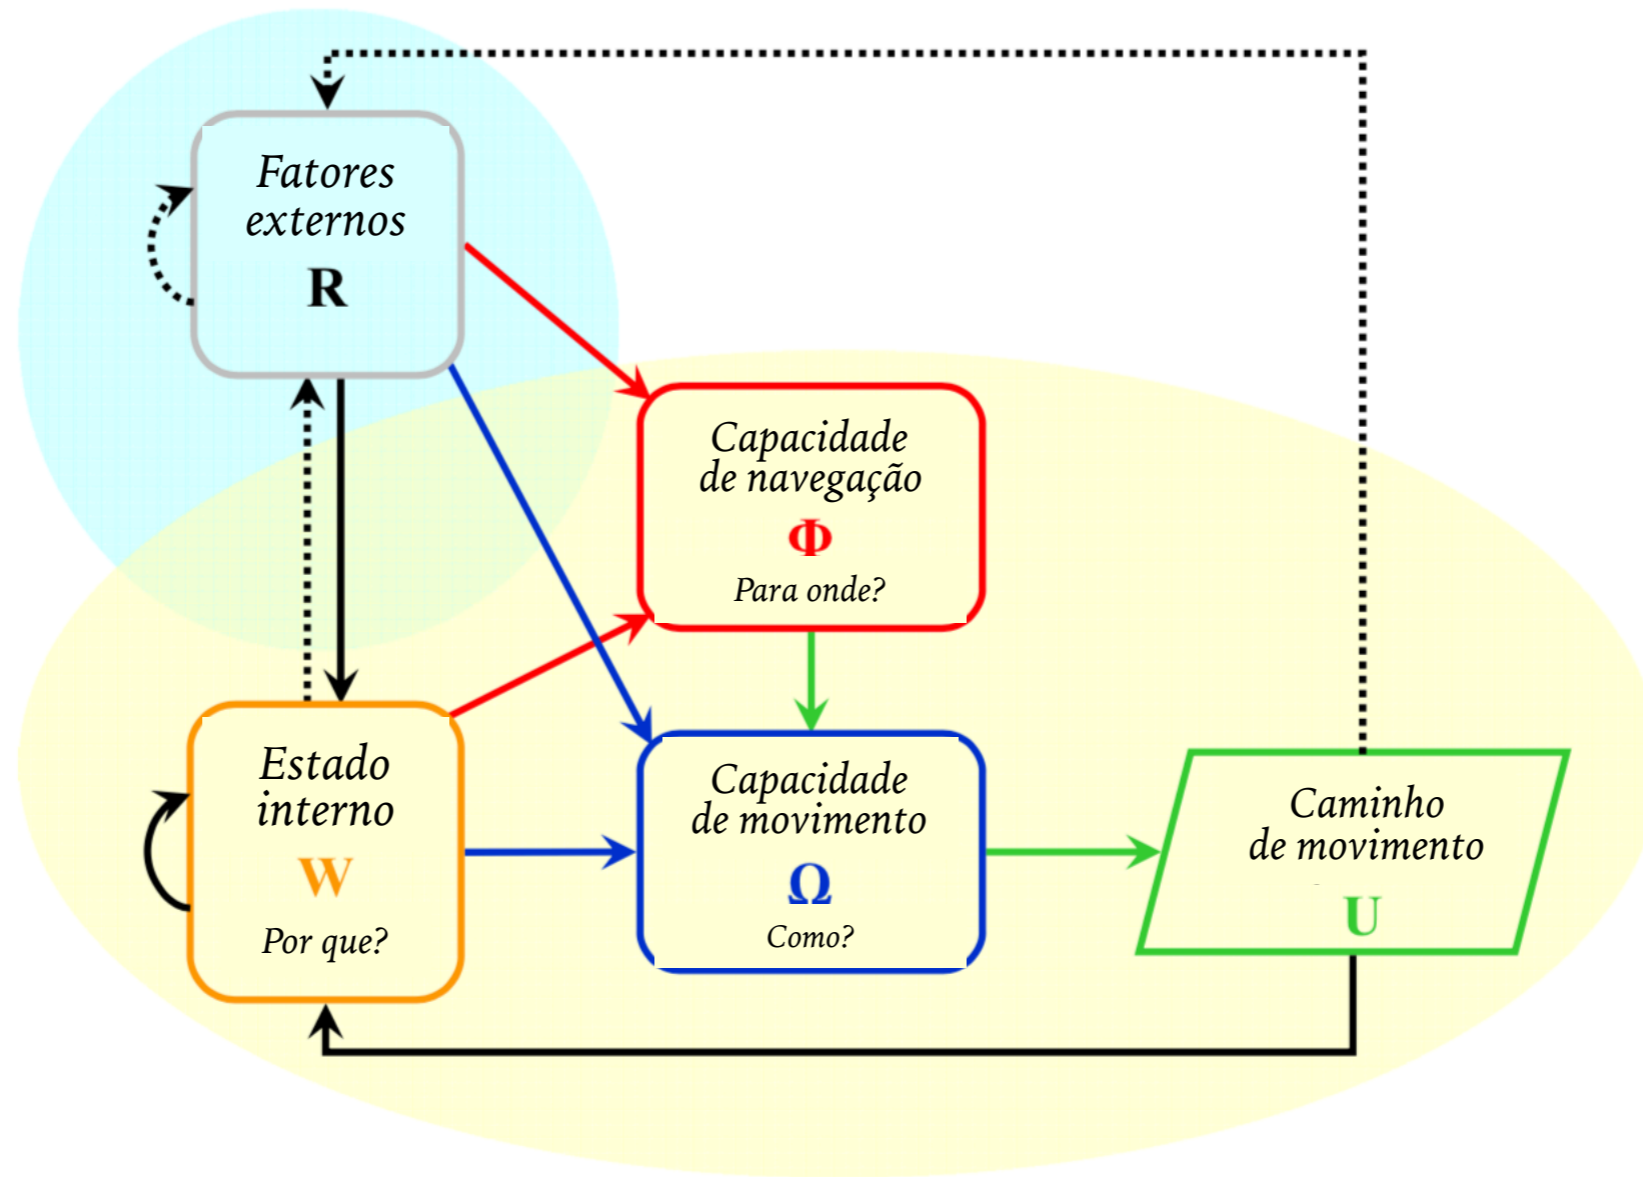 Fatores
externos
R
Capacidade
de navegação
Φ
Para onde?
Estado
interno
W
Por que?
Capacidade
de movimento
Ω
Como?
Caminho
de movimento
U